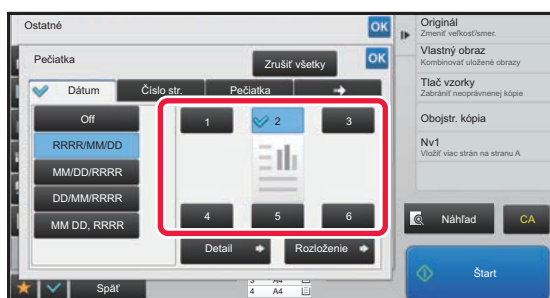 Ostatné
OK
Pečiatka
Zrušiť všetky
OK
Dátum
Číslo str.
Pečiatka
Off
RRRR/MM/DD
MM/DD/RRRR
DD/MM/RRRR
MM DD, RRRR
1
2
3
4
5
6
Detail
Rozloženie
Späť
4 A4
Originál
Zmeniť veľkosť/smer.
Vlastný obraz
Kombinovať uložené obrazy
Tlač vzorky
Zabrániť neoprávnenej kópie
Obojstr. kópia
Nv1
Vložiť viac strán na stranu A
Náhľad
CA
Štart